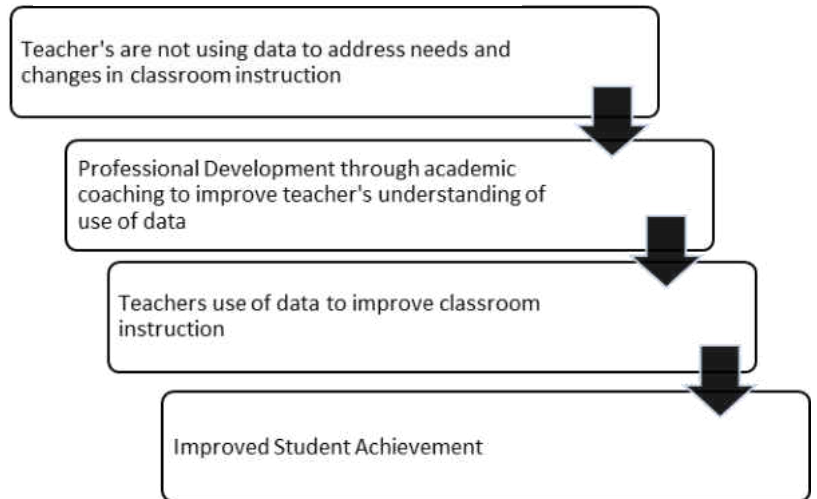 Teacher's are not using data to address needs and
changes in classroom instruction
Professional Development through academic
coaching to improve teacher's understanding of
use of data
Teachers use of data to improve classroom
instruction
Improved Student Achievement